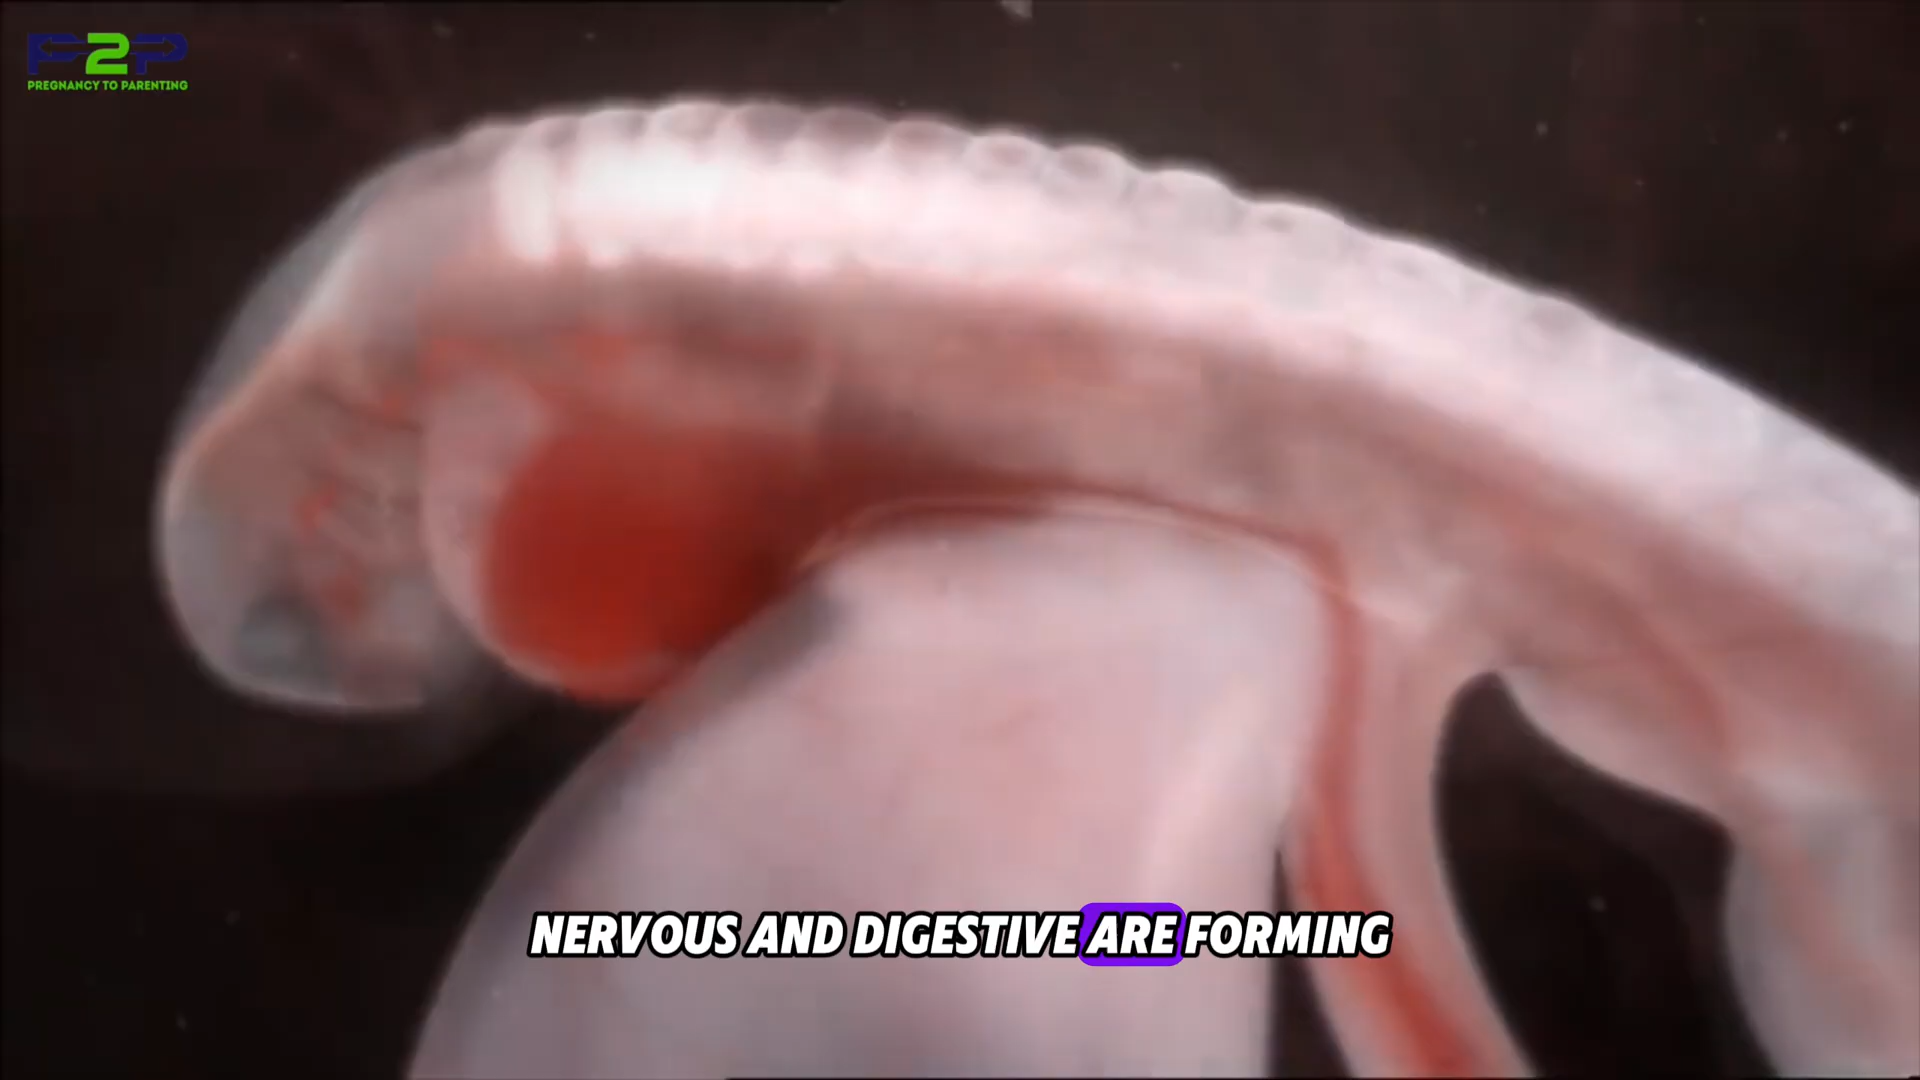 P2P
PREGNANCY TO PARENTING
NERVOUS AND DIGESTIVE ARE FORMING